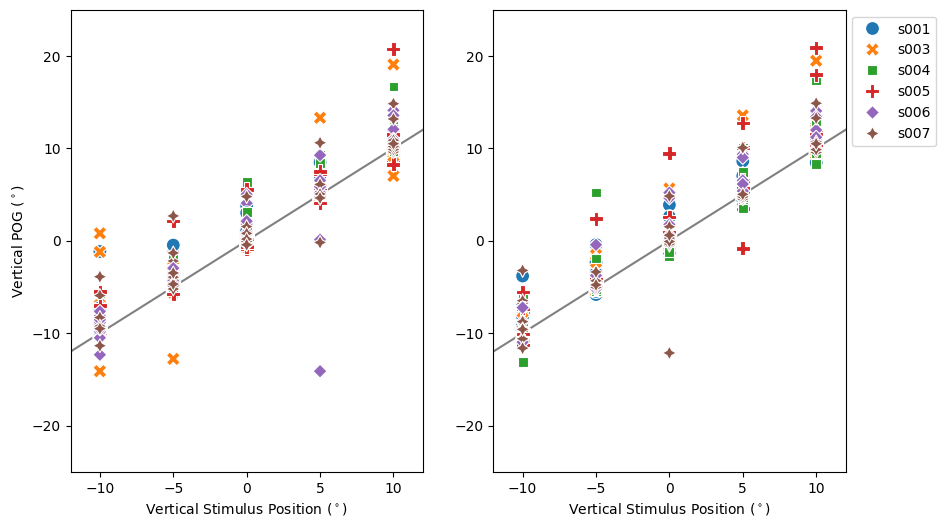 20
10
0
−10
−20
Vertical POG (°)
−10 −5 0 5 10
Vertical Stimulus Position (°)
20
10
0
−10
−20
−10 −5 0 5 10
Vertical Stimulus Position (°)
s001
s003
s004
s005
s006
s007